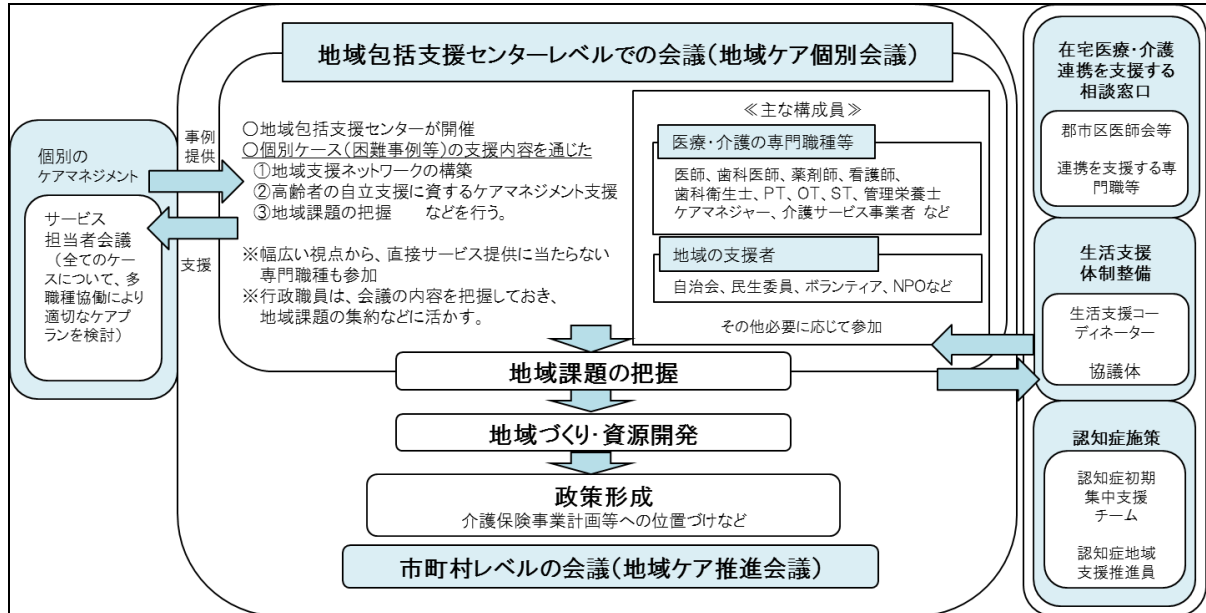 地域包括支援センターレベルでの会議（地域ケア個別会議）
個別の
ケアマネジメント
サービス
担当者会議
（全てのケー
スについて、多
職種協働により
適切なケアプ
ランを検討）
事例
提供
支援
○地域包括支援センターが開催
○個別ケース（困難事例等）の支援内容を通じた
①地域支援ネットワークの構築
②高齢者の自立支援に資するケアマネジメント支援
③地域課題の把握　などを行う。
※幅広い視点から、直接サービス提供に当たらない
専門職種も参加
※行政職員は、会議の内容を把握しておき、
地域課題の集約などに活かす。
≪主な構成員≫
医療・介護の専門職種等
医師、歯科医師、薬剤師、看護師、
歯科衛生士、PT、OT、ST、管理栄養士
ケアマネジャー、介護サービス事業者 など
地域の支援者
自治会、民生委員、ボランティア、NPOなど
その他必要に応じて参加
地域課題の把握
地域づくり・資源開発
政策形成
介護保険事業計画等への位置づけなど
市町村レベルの会議（地域ケア推進会議）
在宅医療・介護
連携を支援する
相談窓口
郡市区医師会等
連携を支援する専
門職等
生活支援
体制整備
生活支援コー
ディネーター
協議体
認知症施策
認知症初期
集中支援
チーム
認知症地域
支援推進員